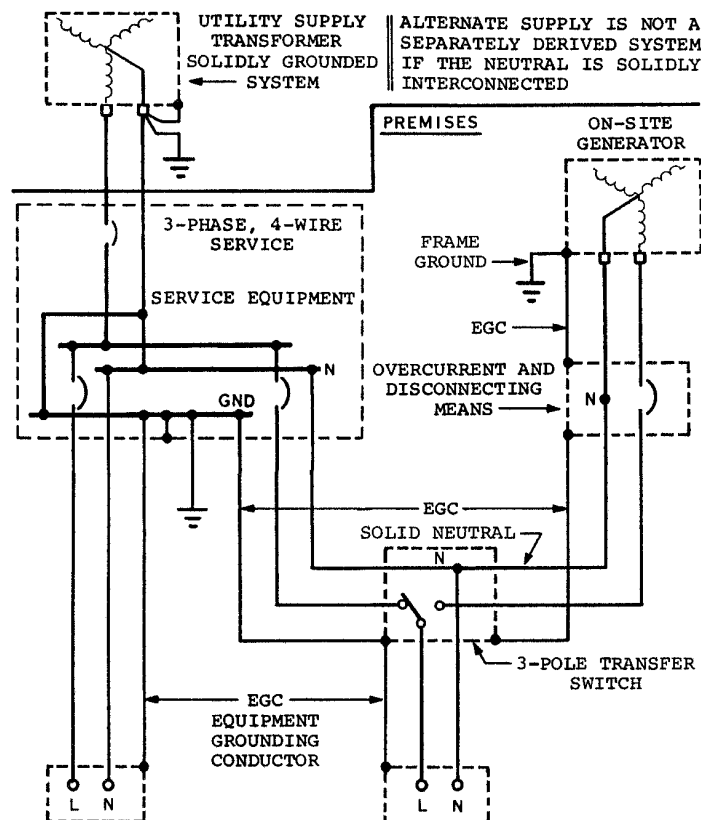 UTILITY SUPPLY
TRANSFORMER
SOLIDLY GROUNDED
SYSTEM
ALTERNATE SUPPLY IS NOT A
SEPARATELY DERIVED SYSTEM
IF THE NEUTRAL IS SOLIDLY
INTERCONNECTED
PREMISES
ON-SITE
GENERATOR
3-PHASE, 4-WIRE
SERVICE
FRAME
GROUND
SERVICE EQUIPMENT
EGC
N
OVERCURRENT AND
DISCONNECTING
MEANS
N
GND
EGC
SOLID NEUTRAL
N
3-POLE TRANSFER
SWITCH
EGC
EQUIPMENT
GROUNDING
CONDUCTOR
L N
L N